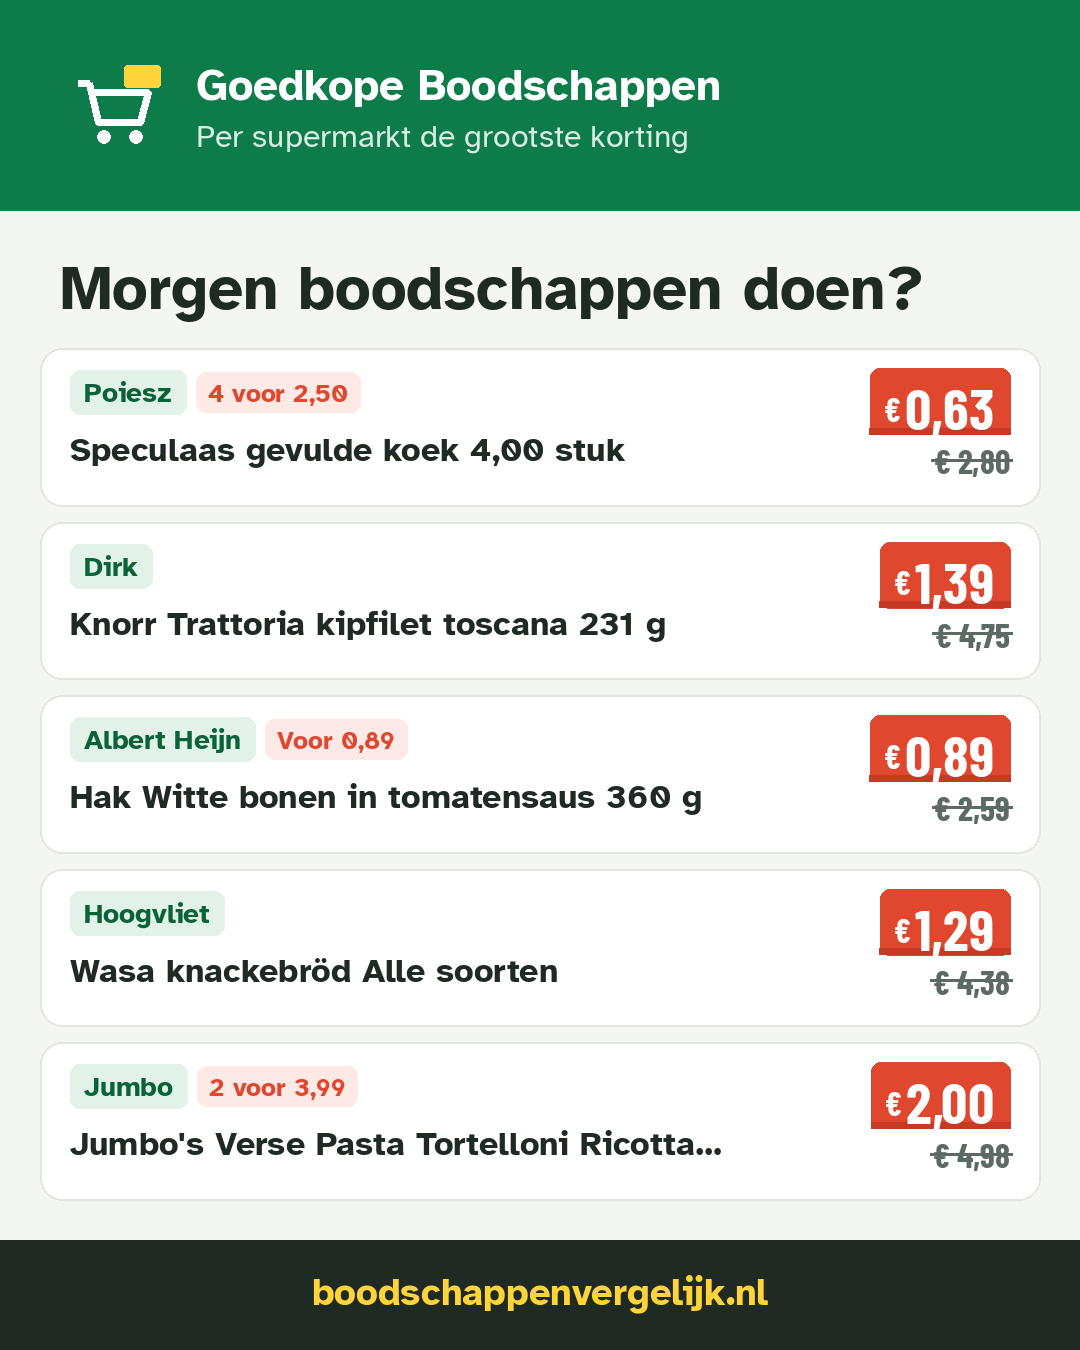 Goedkope Boodschappen
Per supermarkt de grootste korting
Morgen boodschappen doen?
Poiesz 4 voor 2,50
€ 0,63
Speculaas gevulde koek 4,00 stuk
€ 2,80
Dirk
€ 1,39
Knorr Trattoria kipfilet toscana 231 g
€ 4,75
Albert Heijn Voor 0,89
€ 0,89
Hak Witte bonen in tomatensaus 360 g
€ 2,59
Hoogvliet
€ 1,29
Wasa knackebröd Alle soorten
€ 4,38
Jumbo 2 voor 3,99
€ 2,00
Jumbo's Verse Pasta Tortelloni Ricotta...
€ 4,98
boodschappenvergelijk.nl